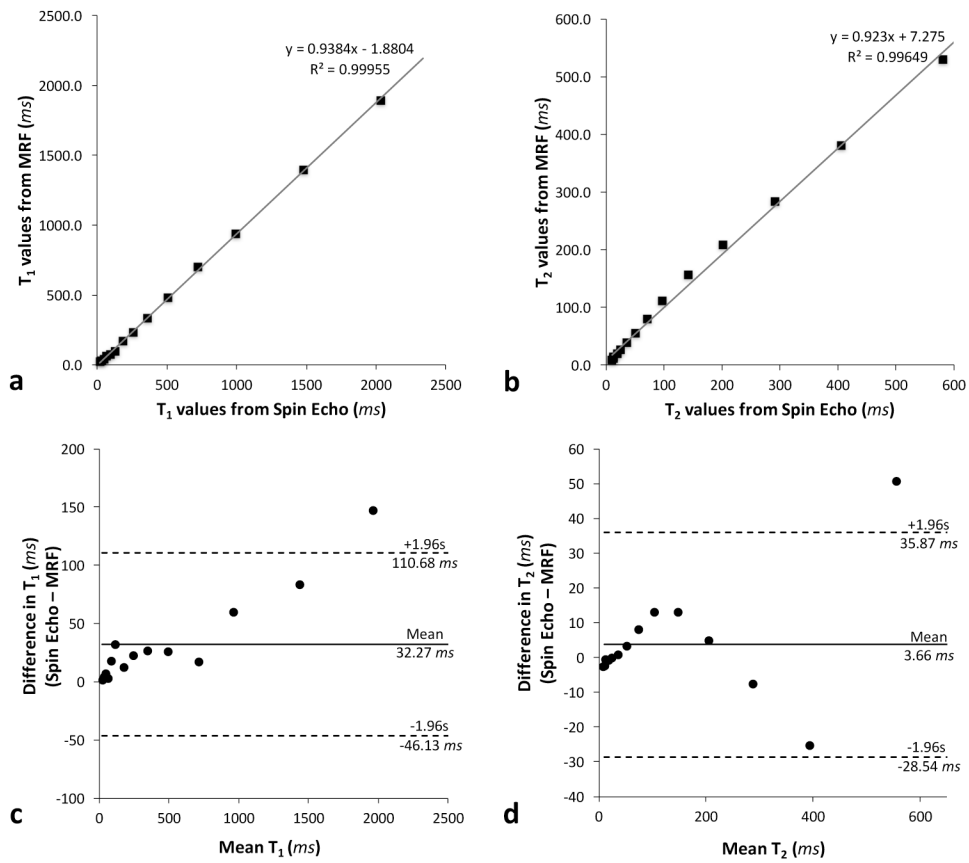 2500.0
2000.0
1500.0
1000.0
500.0
0.0
T1 values from MRF (ms)
y = 0.9384x - 1.8804
R² = 0.99955
0 500 1000 1500 2000 2500
T1 values from Spin Echo (ms)
a
600.0
500.0
400.0
300.0
200.0
100.0
0.0
T2 values from MRF (ms)
y = 0.923x + 7.275
R² = 0.99649
0 100 200 300 400 500 600
T2 values from Spin Echo (ms)
b
200
150
100
50
0
-50
-100
Difference in T1 (ms)
(Spin Echo – MRF)
+1.96s
110.68 ms
Mean
32.27 ms
-1.96s
-46.13 ms
0 500 1000 1500 2000 2500
Mean T1 (ms)
c
60
50
40
30
20
10
0
-10
-20
-30
-40
Difference in T2 (ms)
(Spin Echo – MRF)
+1.96s
35.87 ms
Mean
3.66 ms
-1.96s
-28.54 ms
0 200 400 600
Mean T2 (ms)
d